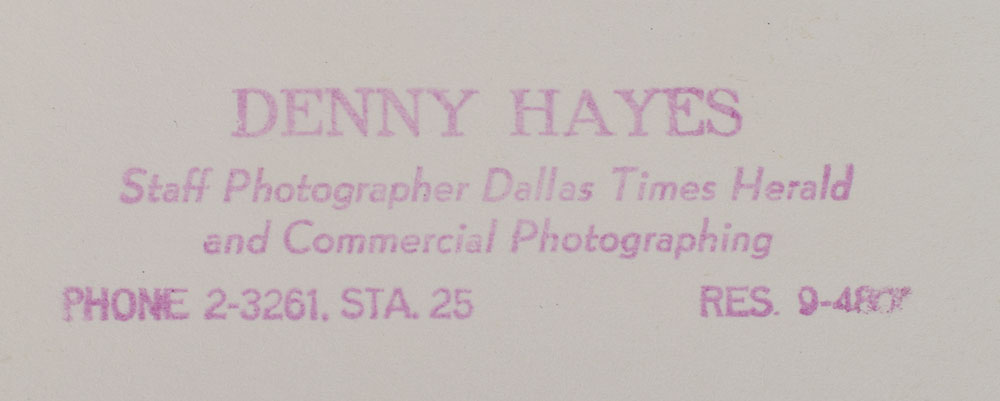 DENNY HAYES
Staff Photographer Dallas Times Herald
and Commercial Photographing
PHONE 2-3261, STA. 25 RES.